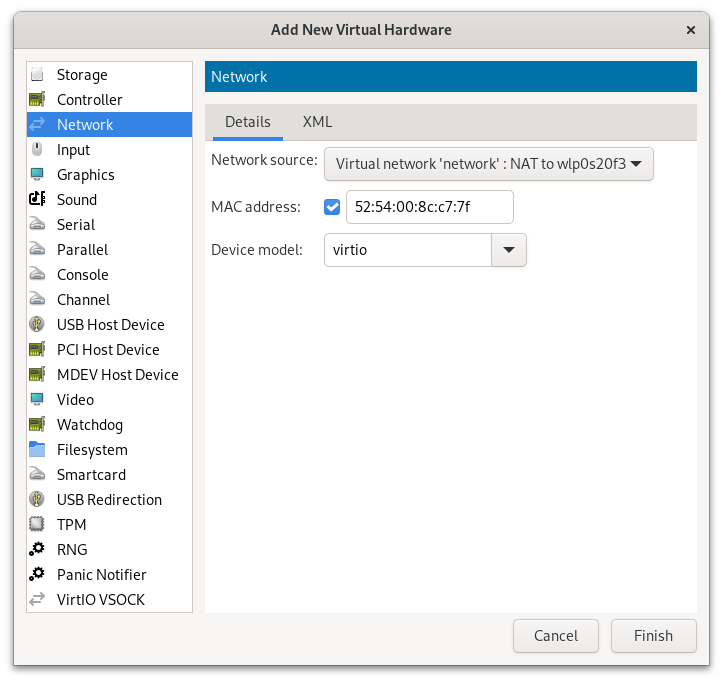 Add New Virtual Hardware
Storage
Controller
Network
Input
Graphics
Sound
Serial
Parallel
Console
Channel
USB Host Device
PCI Host Device
MDEV Host Device
Video
Watchdog
Filesystem
Smartcard
USB Redirection
TPM
RNG
Panic Notifier
VirtIO VSOCK
Network
Details XML
Network source: Virtual network 'network' : NAT to wlp0s20f3
MAC address: 52:54:00:8c:c7:7f
Device model: virtio
Cancel Finish